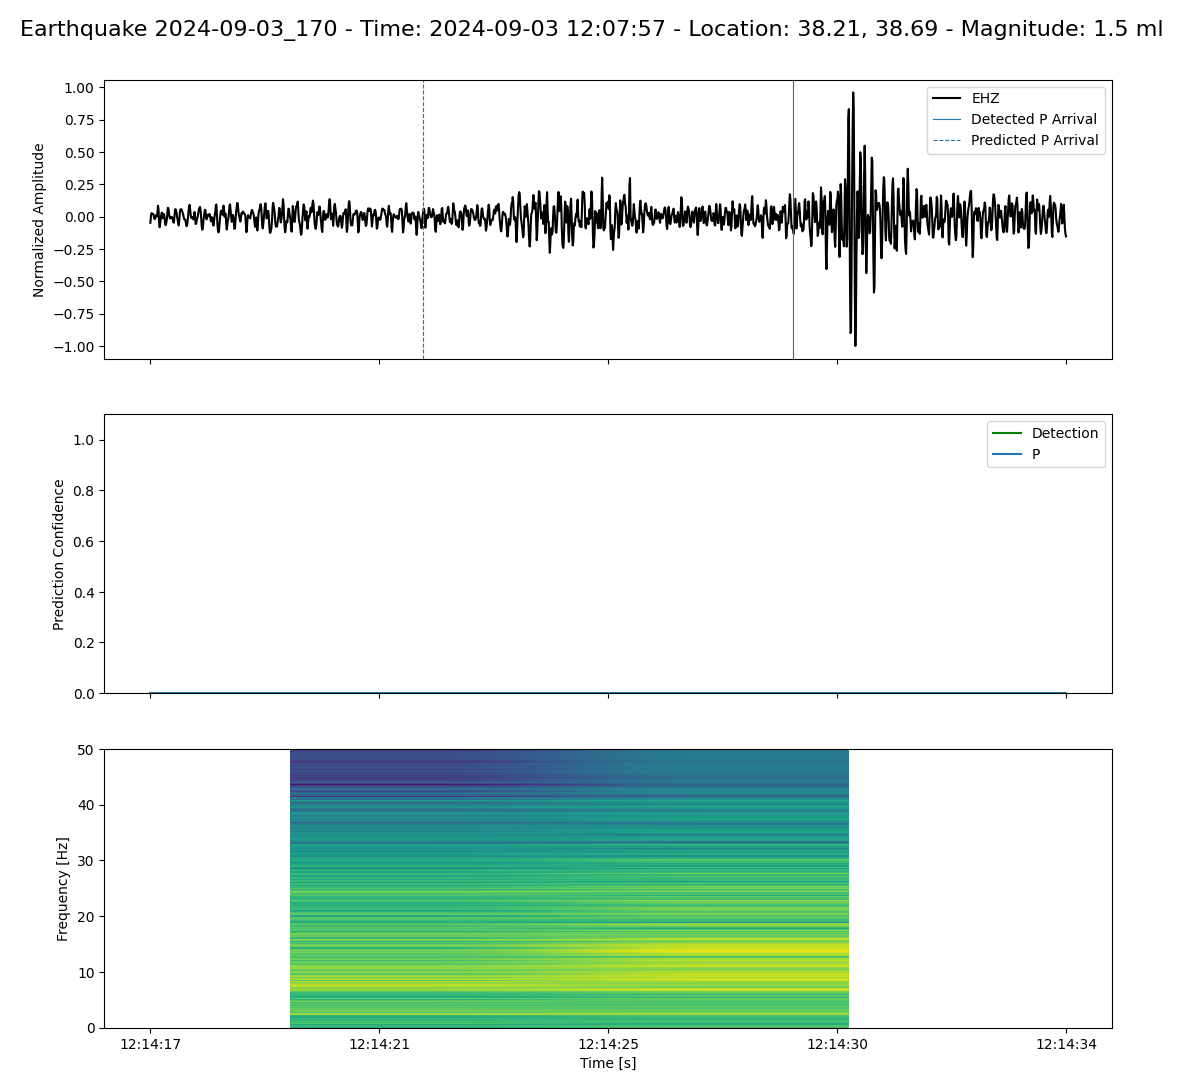 Earthquake 2024-09-03_170 - Time: 2024-09-03 12:07:57 - Location: 38.21, 38.69 - Magnitude: 1.5 ml
Normalized Amplitude
1.00
0.75
0.50
0.25
0.00
−0.25
−0.50
−0.75
−1.00
EHZ
Detected P Arrival
Predicted P Arrival
Prediction Confidence
1.0
0.8
0.6
0.4
0.2
0.0
Detection
P
Frequency [Hz]
50
40
30
20
10
0
12:14:17 12:14:21 12:14:25 12:14:30 12:14:34
Time [s]